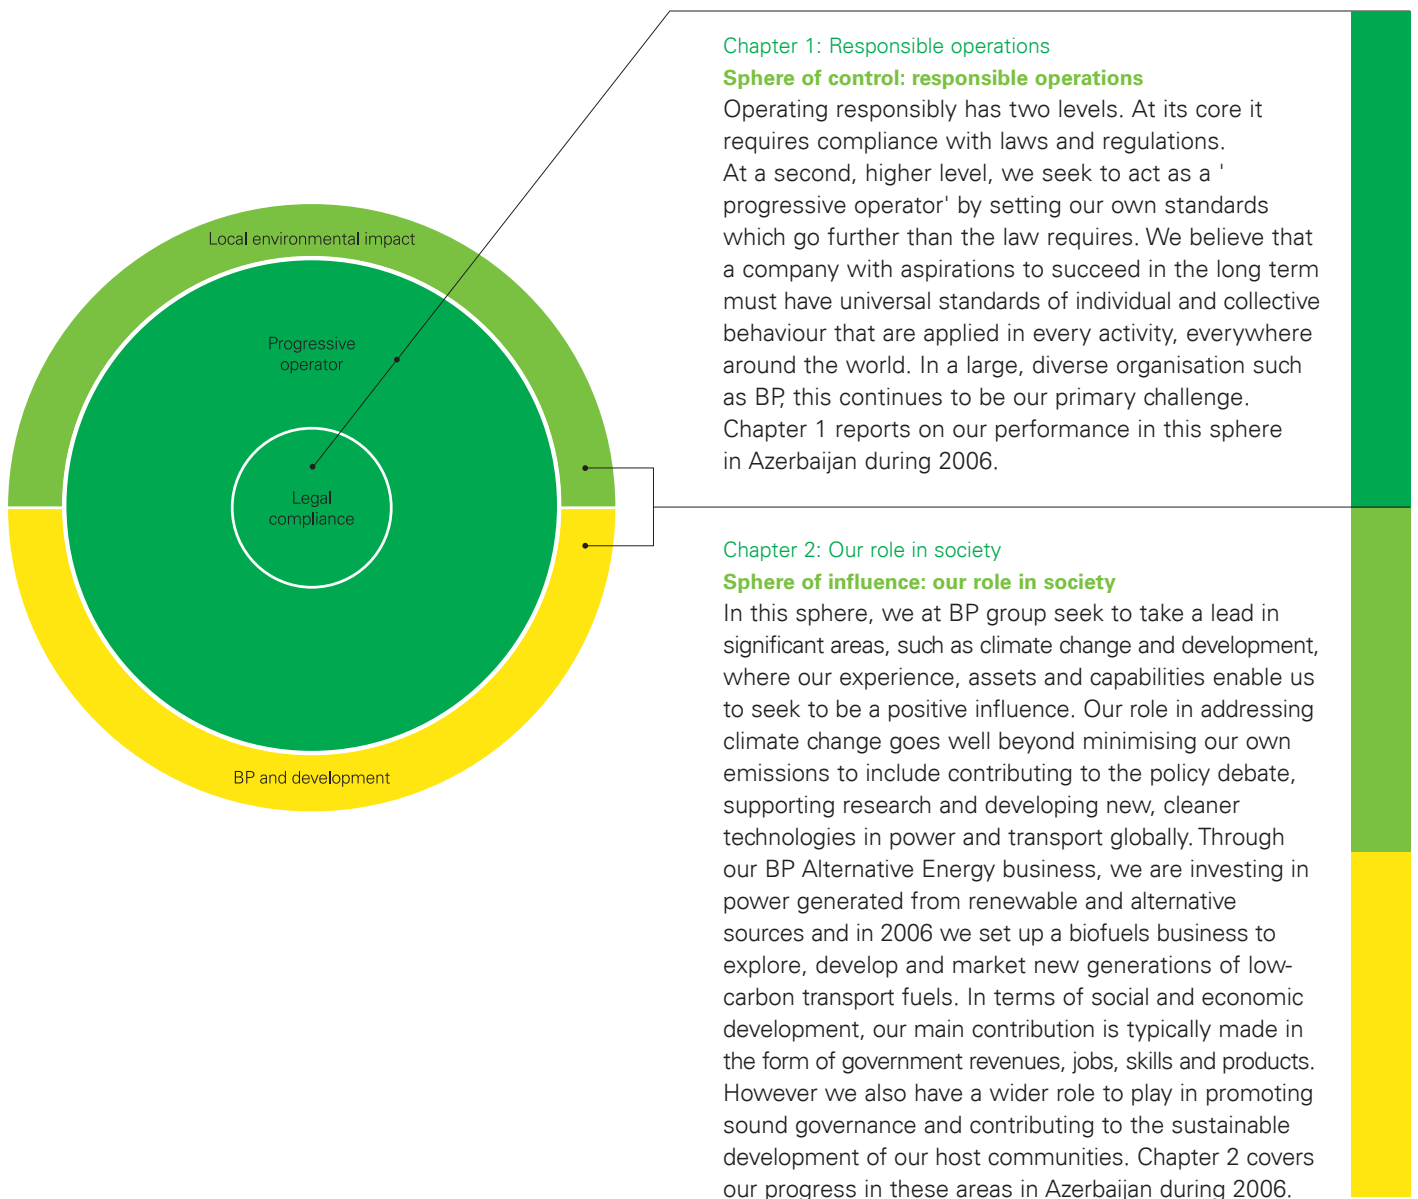 Local environmental impact
Progressive
operator
Legal
compliance
BP and development
Chapter 1: Responsible operations
Sphere of control: responsible operations
Operating responsibly has two levels. At its core it
requires compliance with laws and regulations.
At a second, higher level, we seek to act as a '
progressive operator' by setting our own standards
which go further than the law requires. We believe that
a company with aspirations to succeed in the long term
must have universal standards of individual and collective
behaviour that are applied in every activity, everywhere
around the world. In a large, diverse organisation such
as BP, this continues to be our primary challenge.
Chapter 1 reports on our performance in this sphere
in Azerbaijan during 2006.
Chapter 2: Our role in society
Sphere of influence: our role in society
In this sphere, we at BP group seek to take a lead in
significant areas, such as climate change and development,
where our experience, assets and capabilities enable us
to seek to be a positive influence. Our role in addressing
climate change goes well beyond minimising our own
emissions to include contributing to the policy debate,
supporting research and developing new, cleaner
technologies in power and transport globally. Through
our BP Alternative Energy business, we are investing in
power generated from renewable and alternative
sources and in 2006 we set up a biofuels business to
explore, develop and market new generations of low-
carbon transport fuels. In terms of social and economic
development, our main contribution is typically made in
the form of government revenues, jobs, skills and products.
However we also have a wider role to play in promoting
sound governance and contributing to the sustainable
development of our host communities. Chapter 2 covers
our progress in these areas in Azerbaijan during 2006.